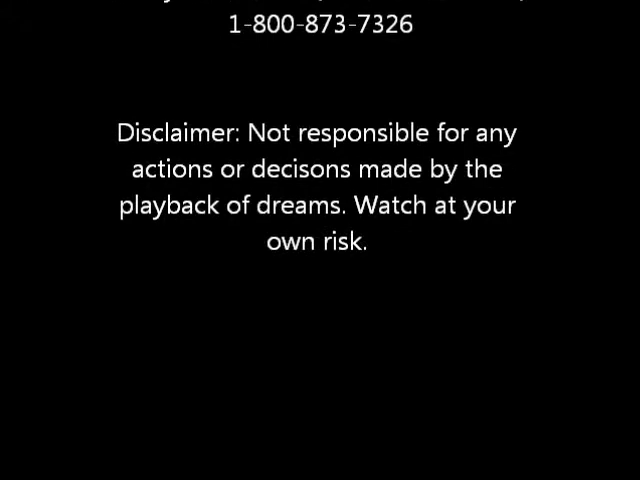 1-800-873-7326
Disclaimer: Not responsible for any
actions or decisons made by the
playback of dreams. Watch at your
own risk.